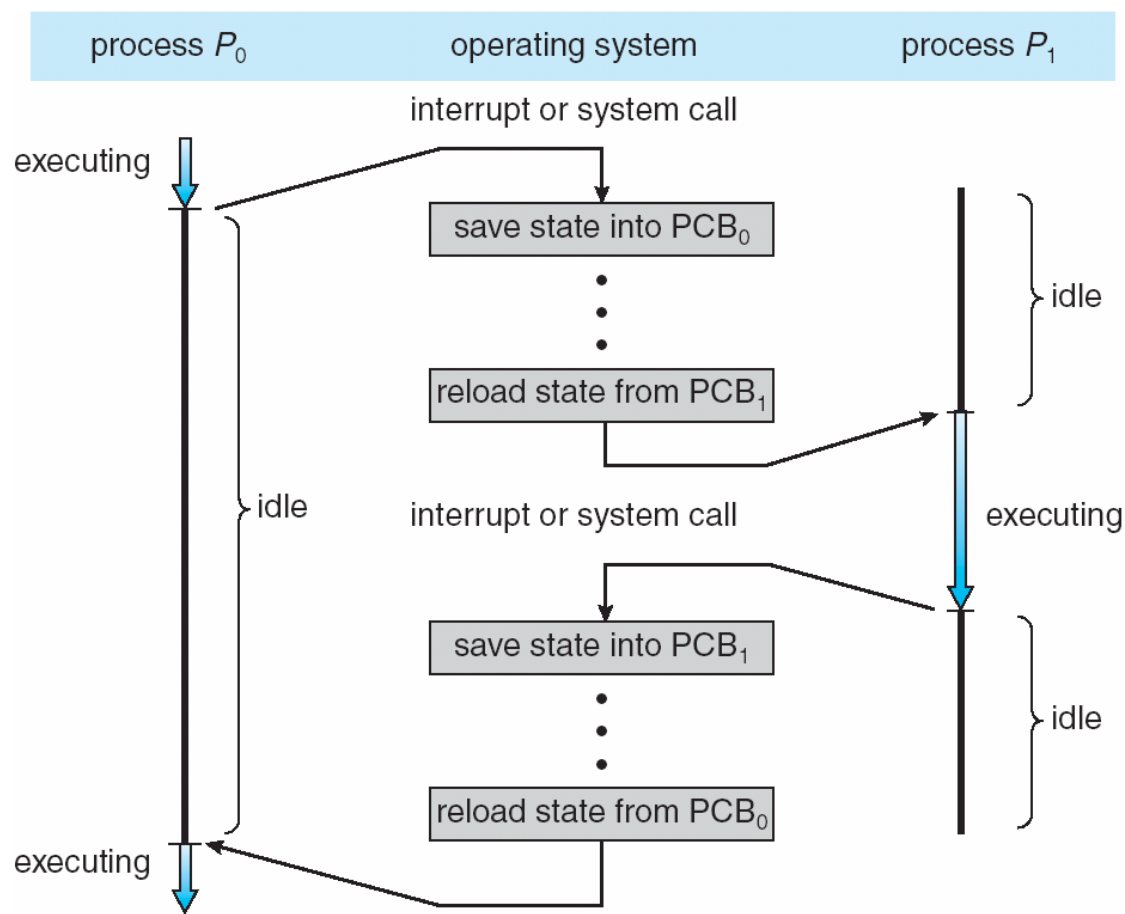 process P₀ operating system process P₁
interrupt or system call
executing
save state into PCB₀
idle
reload state from PCB₁
idle
interrupt or system call
executing
save state into PCB₁
idle
reload state from PCB₀
executing